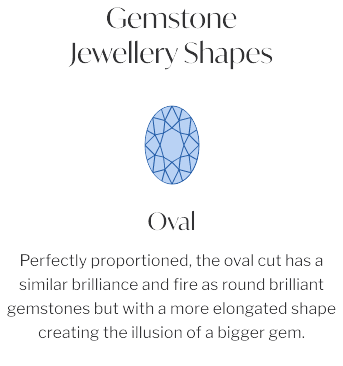 Gemstone
Jewellery Shapes
Oval
Perfectly proportioned, the oval cut has a
similar brilliance and fire as round brilliant
gemstones but with a more elongated shape
creating the illusion of a bigger gem.